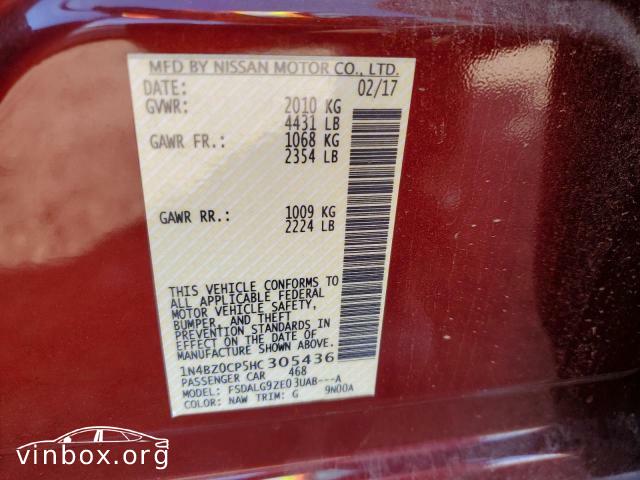 MFD BY NISSAN MOTOR CO., LTD.
DATE: 02/17
GVWR: 2010 KG
4431 LB
GAWR FR.: 1068 KG
2354 LB
GAWR RR.: 1009 KG
2224 LB
THIS VEHICLE CONFORMS TO
ALL APPLICABLE FEDERAL
MOTOR VEHICLE SAFETY,
BUMPER, AND THEFT
PREVENTION STANDARDS IN
EFFECT ON THE DATE OF
MANUFACTURE SHOWN ABOVE.
1N4BZ0CP5HC 305436
PASSENGER CAR 468
MODEL: FSDALG9ZE03UAB---A
COLOR: NAW TRIM: G 9N00A
vinbox.org